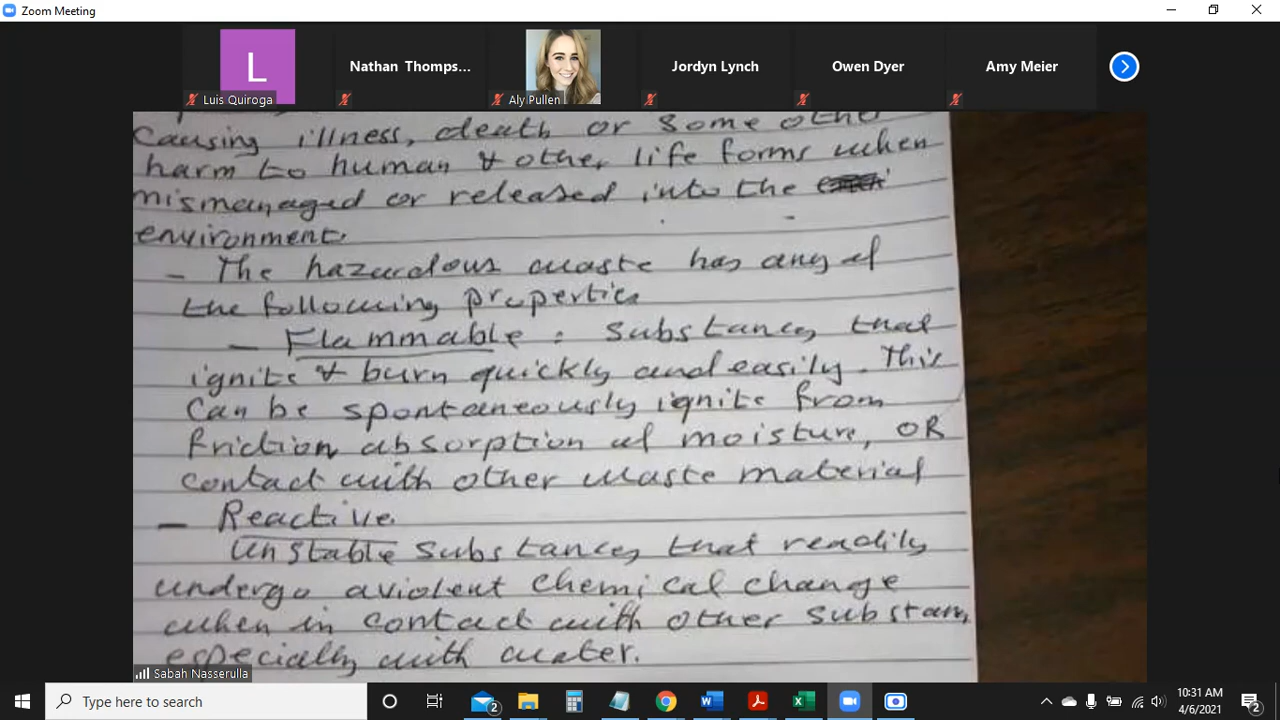 Zoom Meeting
L
Luis Quiroga
Nathan Thomps...
Aly Pullen
Jordyn Lynch
Owen Dyer
Amy Meier
Causing illness, death or some othe
harm to human & other life forms when
mismanaged or released into the
environment.
- The hazardous waste has any of
the following properties
- Flammable : substances that
ignite & burn quickly and easily. This
can be spontaneously ignite from
friction absorption of moisture, OR
contact with other waste material
- Reactive.
Unstable substances that readily
undergo a violent chemical change
when in contact with other substan
especially with water.
Sabah Nasserulla
Type here to search
2
10:31 AM
4/6/2021
2